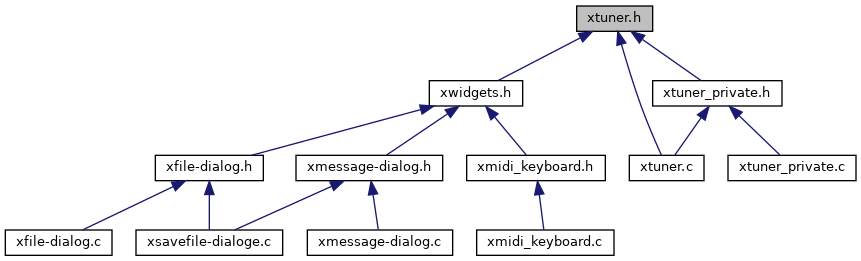 xtuner.h
xwidgets.h
xtuner_private.h
xfile-dialog.h
xmessage-dialog.h
xmidi_keyboard.h
xtuner.c
xtuner_private.c
xfile-dialog.c
xsavefile-dialoge.c
xmessage-dialog.c
xmidi_keyboard.c